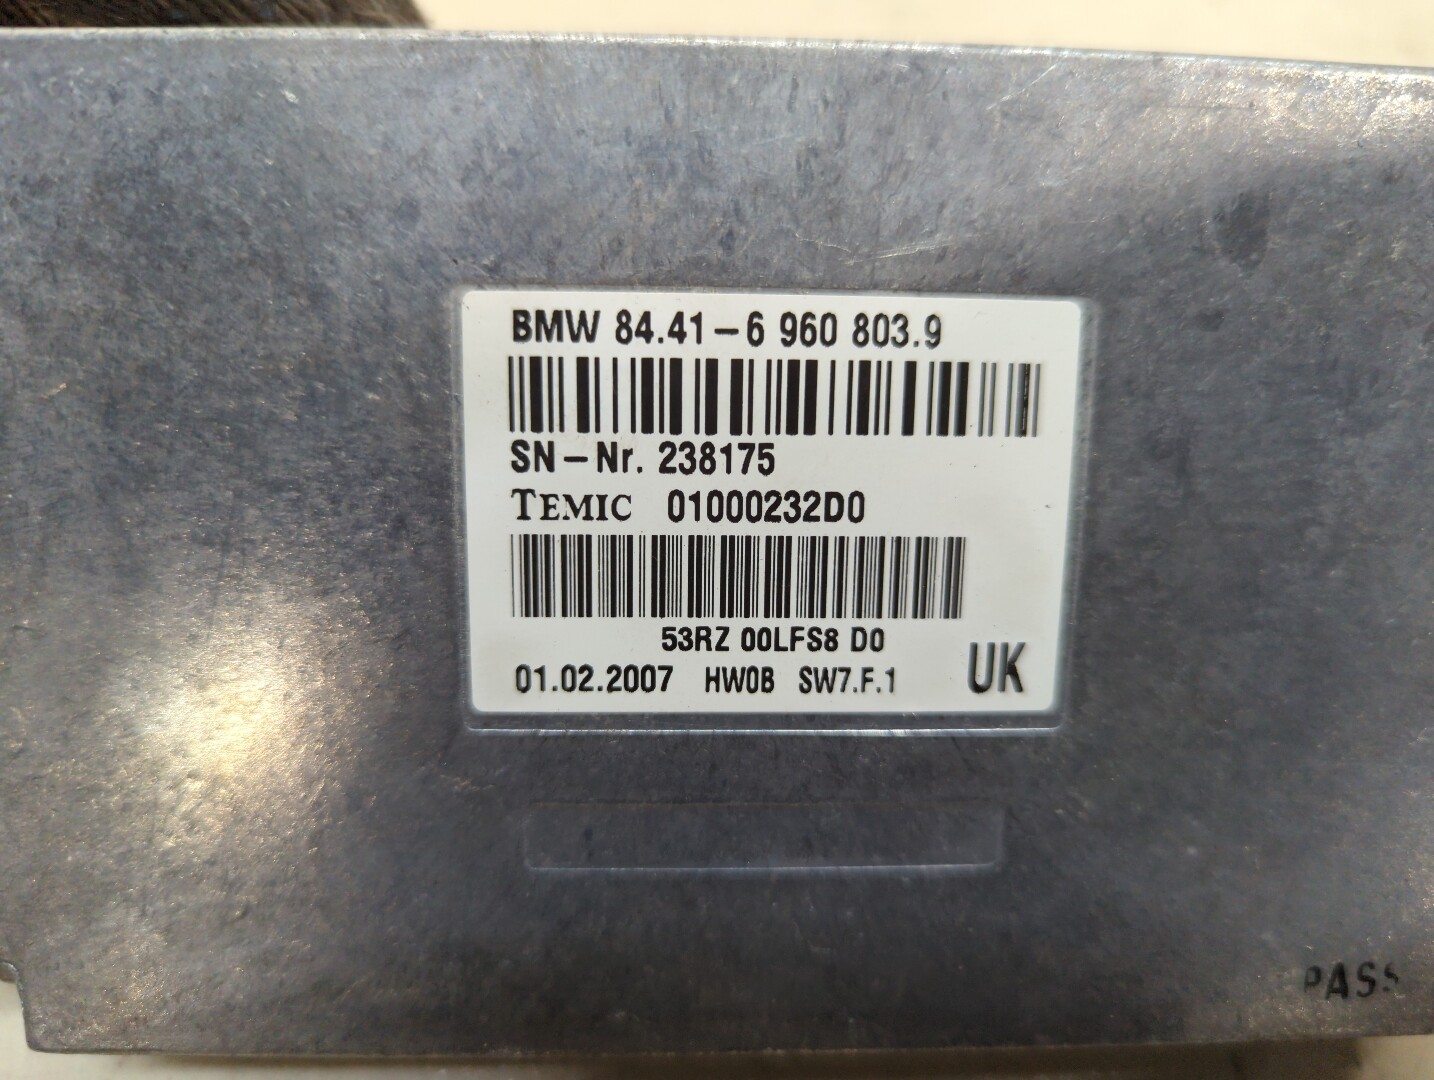 BMW 84.41-6 960 803.9
SN-Nr. 238175
TEMIC 01000232D0
53RZ 00LFS8 D0
01.02.2007 HW0B SW7.F.1 UK
PASS